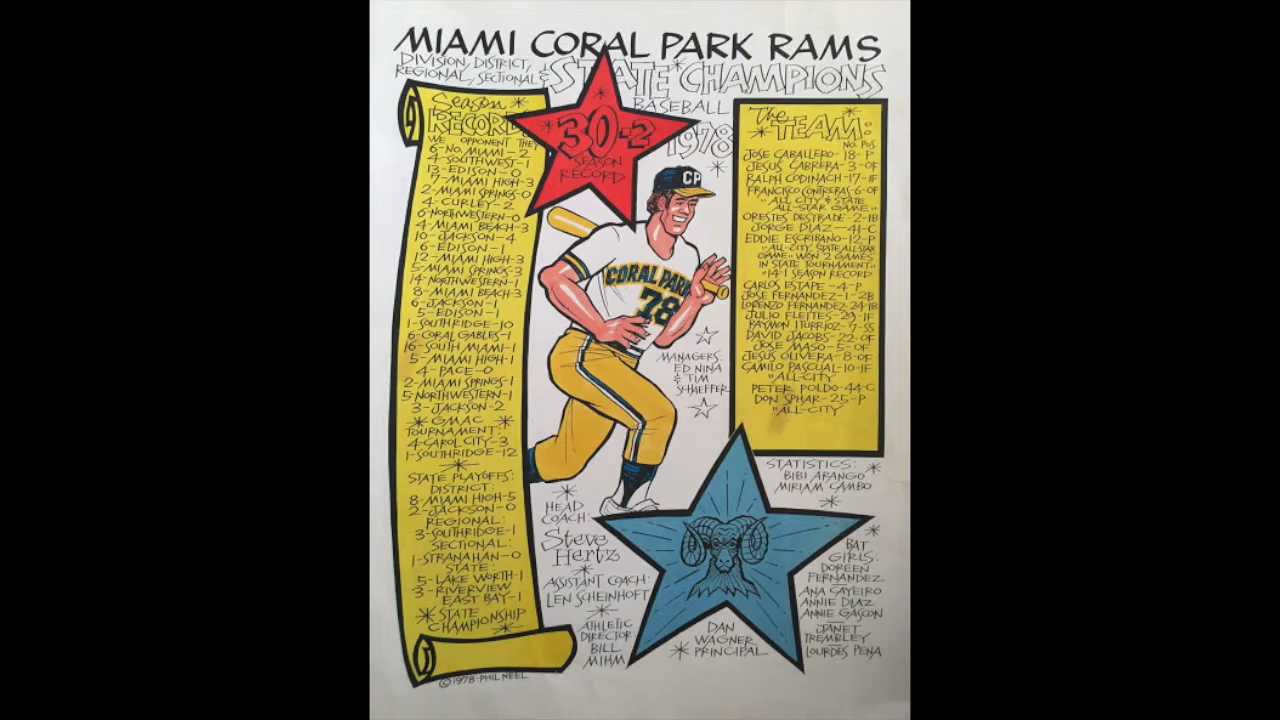 MIAMI CORAL PARK RAMS
DIVISION, DISTRICT,
REGIONAL, SECTIONAL
& STATE * CHAMPIONS
BASEBALL
1978
30-2
SEASON
RECORD
Season *
RECORD
WE OPPONENT THEY
6-NO. MIAMI-2
4-SOUTHWEST-1
13-EDISON-0
7-MIAMI HIGH-3
2-MIAMI SPRINGS-0
4-CURLEY-2
6-NORTHWESTERN-0
4-MIAMI BEACH-3
10-JACKSON-4
6-EDISON-1
12-MIAMI HIGH-3
5-MIAMI SPRINGS-3
14-NORTHWESTERN-1
8-MIAMI BEACH-3
6-JACKSON-1
5-EDISON-1
1-SOUTHRIDGE-10
6-CORAL GABLES-1
16-SOUTH MIAMI-1
5-MIAMI HIGH-1
4-PACE-0
2-MIAMI SPRINGS-1
5-NORTHWESTERN-1
3-JACKSON-2
* GMAC *
TOURNAMENT:
4-CAROL CITY-3
1-SOUTHRIDGE-12
*
STATE PLAYOFFS:
DISTRICT:
8-MIAMI HIGH-5
2-JACKSON-0
REGIONAL:
3-SOUTHRIDGE-1
SECTIONAL:
1-STRANAHAN-0
STATE:
5-LAKE WORTH-1
3-RIVERVIEW
EAST BAY-1
* STATE
CHAMPIONSHIP *
©1978·PHIL NEEL
CP
CORAL PARK
78
The
* TEAM:
NO. POS.
JOSE CABALLERO-18-P
JESUS CABRERA-3-OF
RALPH CODINACH-17-IF
FRANCISCO CONTREPAS-6-OF
"ALL CITY & STATE
ALL-STAR GAME"
ORESTES DESTRADE-2-1B
JORGE DIAZ-41-C
EDDIE ESCRIBANO-12-P
"ALL-CITY, STATE ALL-STAR
GAME" WON 2 GAMES
IN STATE TOURNAMENT"
"14-1 SEASON RECORD
CARLOS ESTAPE-4-P
JOSE FERNANDEZ-1-2B
LORENZO FERNANDEZ-24-1B
JULIO FLEITES-29-IF
RAYMON ITURRIOZ-7-SS
DAVID JACOBS-22-OF
JOSE MASO-5-OF
JESUS OLIVERA-8-OF
CAMILO PASCUAL-10-IF
"ALL-CITY
PETER POLDO-44-C
DON SPHAR-25-P
"ALL-CITY
MANAGERS:
ED NINA
& TIM
SCHAEFFER
HEAD
COACH:
Steve
Hertz
*
ASSISTANT COACH:
LEN SCHEINHOFT
*
ATHLETIC
DIRECTOR:
BILL
MIHM
DAN
WAGNER
* PRINCIPAL
STATISTICS: *
BIBI ARANGO
MIRIAM CAMBO
*
BAT
GIRLS:
DOREEN
FERNANDEZ
ANA CAYEIRO
ANNIE DIAZ
ANNIE GASCON
JANET
TREMBLEY
LOURDES PENA